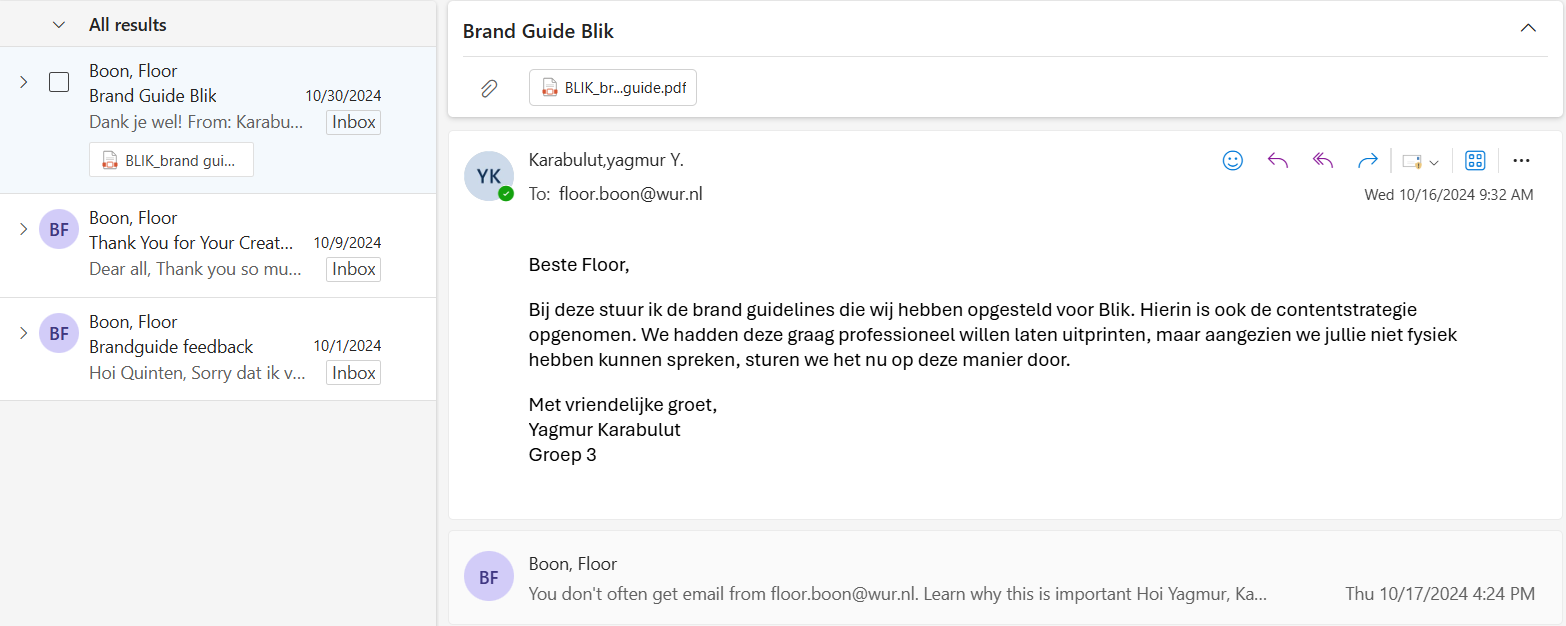 All results
Boon, Floor
Brand Guide Blik 10/30/2024
Dank je wel! From: Karabu... Inbox
BLIK_brand gui...
BF
Boon, Floor
Thank You for Your Creat... 10/9/2024
Dear all, Thank you so mu... Inbox
BF
Boon, Floor
Brandguide feedback 10/1/2024
Hoi Quinten, Sorry dat ik v... Inbox
Brand Guide Blik
BLIK_br...guide.pdf
YK
Karabulut,yagmur Y.
To: floor.boon@wur.nl
Wed 10/16/2024 9:32 AM
Beste Floor,
Bij deze stuur ik de brand guidelines die wij hebben opgesteld voor Blik. Hierin is ook de contentstrategie
opgenomen. We hadden deze graag professioneel willen laten uitprinten, maar aangezien we jullie niet fysiek
hebben kunnen spreken, sturen we het nu op deze manier door.
Met vriendelijke groet,
Yagmur Karabulut
Groep 3
BF
Boon, Floor
You don't often get email from floor.boon@wur.nl. Learn why this is important Hoi Yagmur, Ka... Thu 10/17/2024 4:24 PM